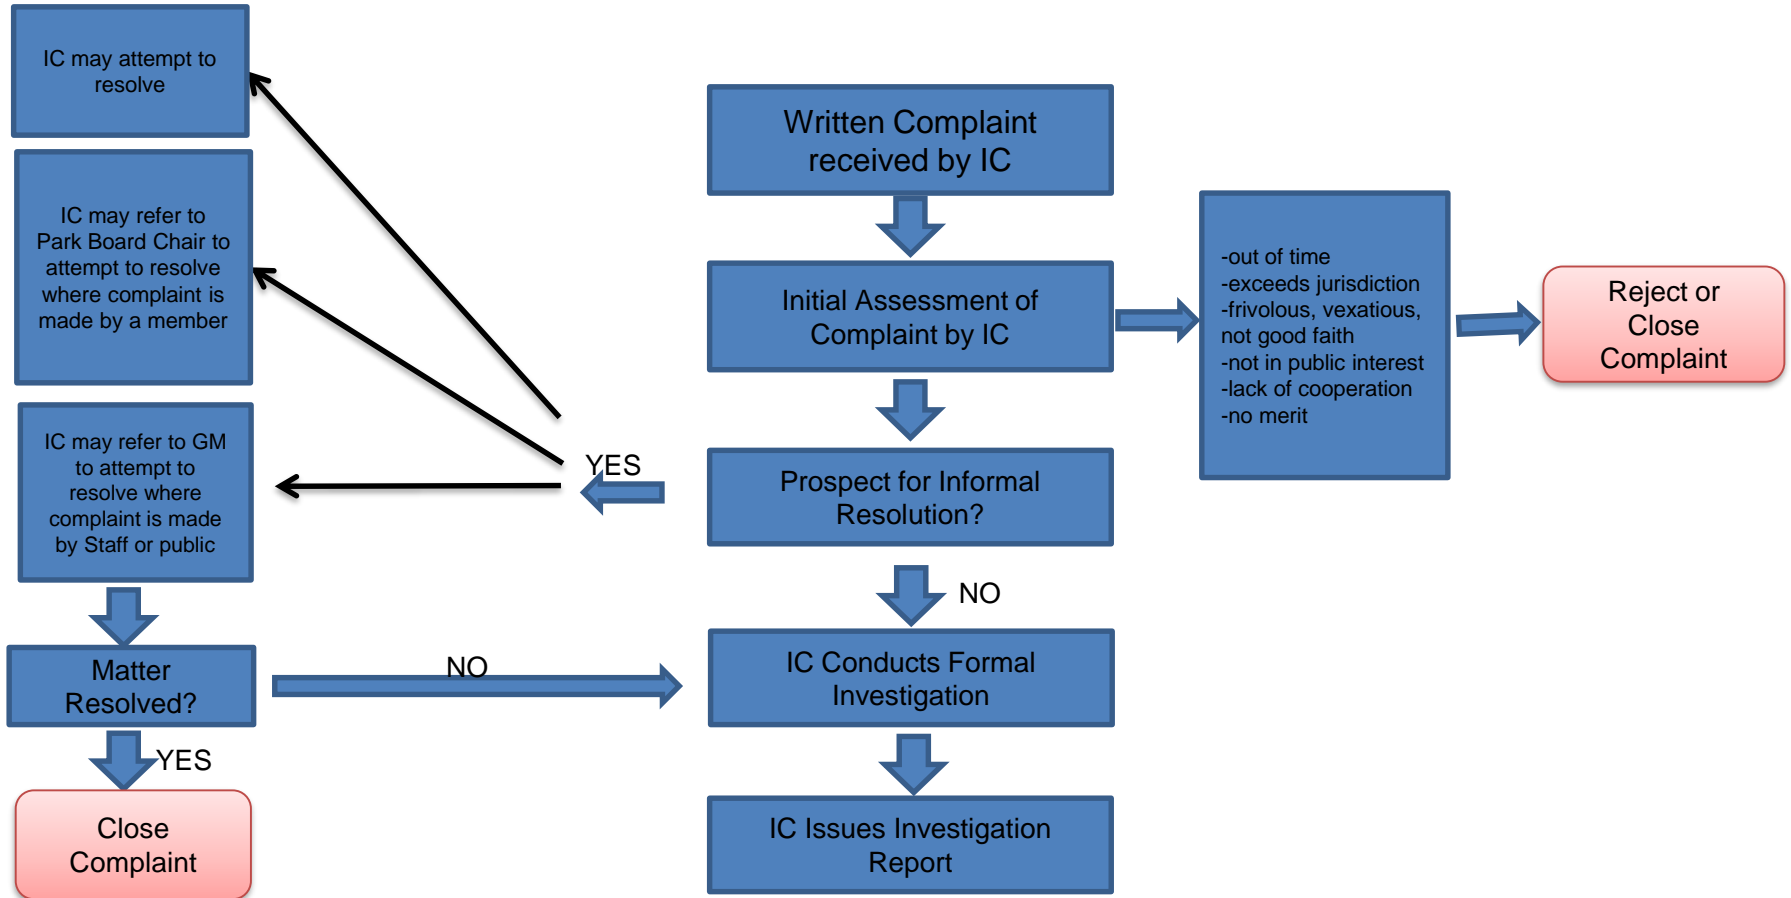 IC may attempt to
resolve
IC may refer to
Park Board Chair to
attempt to resolve
where complaint is
made by a member
IC may refer to GM
to attempt to
resolve where
complaint is made
by Staff or public
Matter
Resolved?
YES
Close
Complaint
NO
YES
Written Complaint
received by IC
Initial Assessment of
Complaint by IC
Prospect for Informal
Resolution?
NO
IC Conducts Formal
Investigation
IC Issues Investigation
Report
-out of time
-exceeds jurisdiction
-frivolous, vexatious,
not good faith
-not in public interest
-lack of cooperation
-no merit
Reject or
Close
Complaint